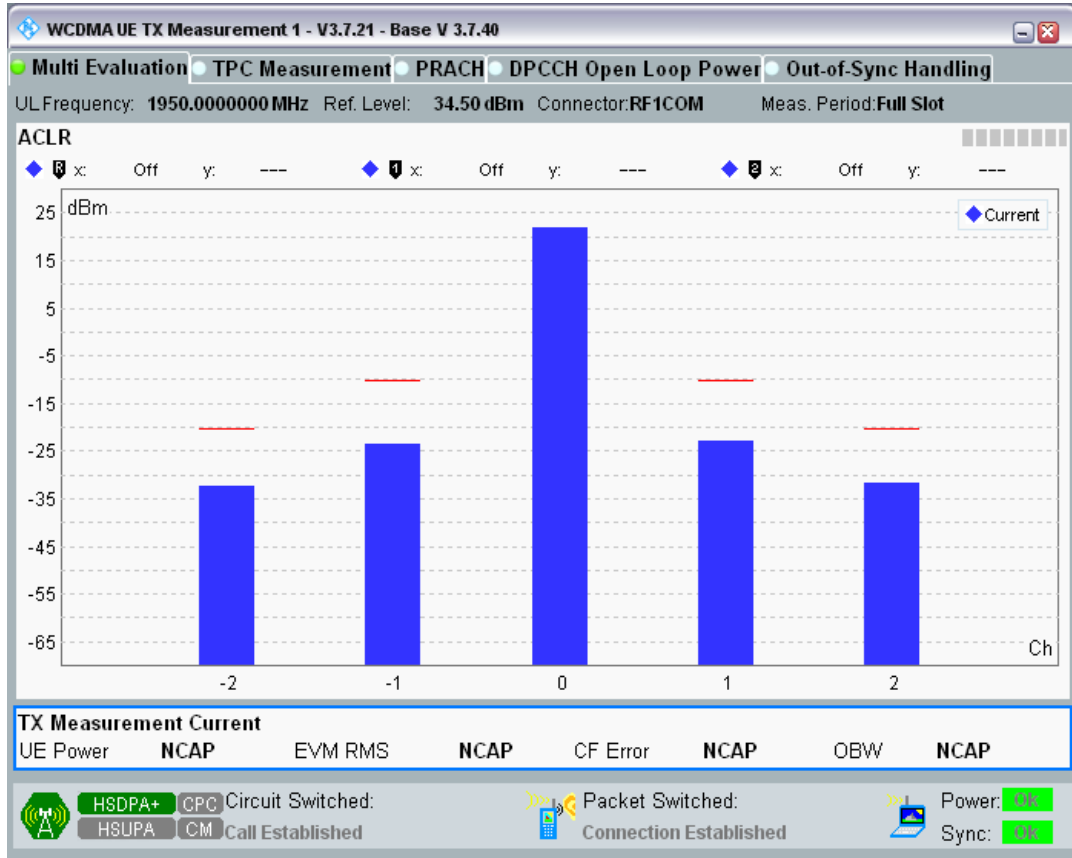 WCDMA UE TX Measurement 1 - V3.7.21 - Base V 3.7.40
Multi Evaluation TPC Measurement PRACH DPCCH Open Loop Power Out-of-Sync Handling
UL Frequency: 1950.0000000 MHz Ref. Level: 34.50 dBm Connector:RF1COM Meas. Period:Full Slot
ACLR
R x: Off y: --- 1 x: Off y: --- 2 x: Off y: ---
dBm
Current
25
15
5
-5
-15
-25
-35
-45
-55
-65
Ch
-2 -1 0 1 2
TX Measurement Current
UE Power NCAP EVM RMS NCAP CF Error NCAP OBW NCAP
HSDPA+ CPC Circuit Switched: Packet Switched: Power: Ok
HSUPA CM Call Established Connection Established Sync: Ok